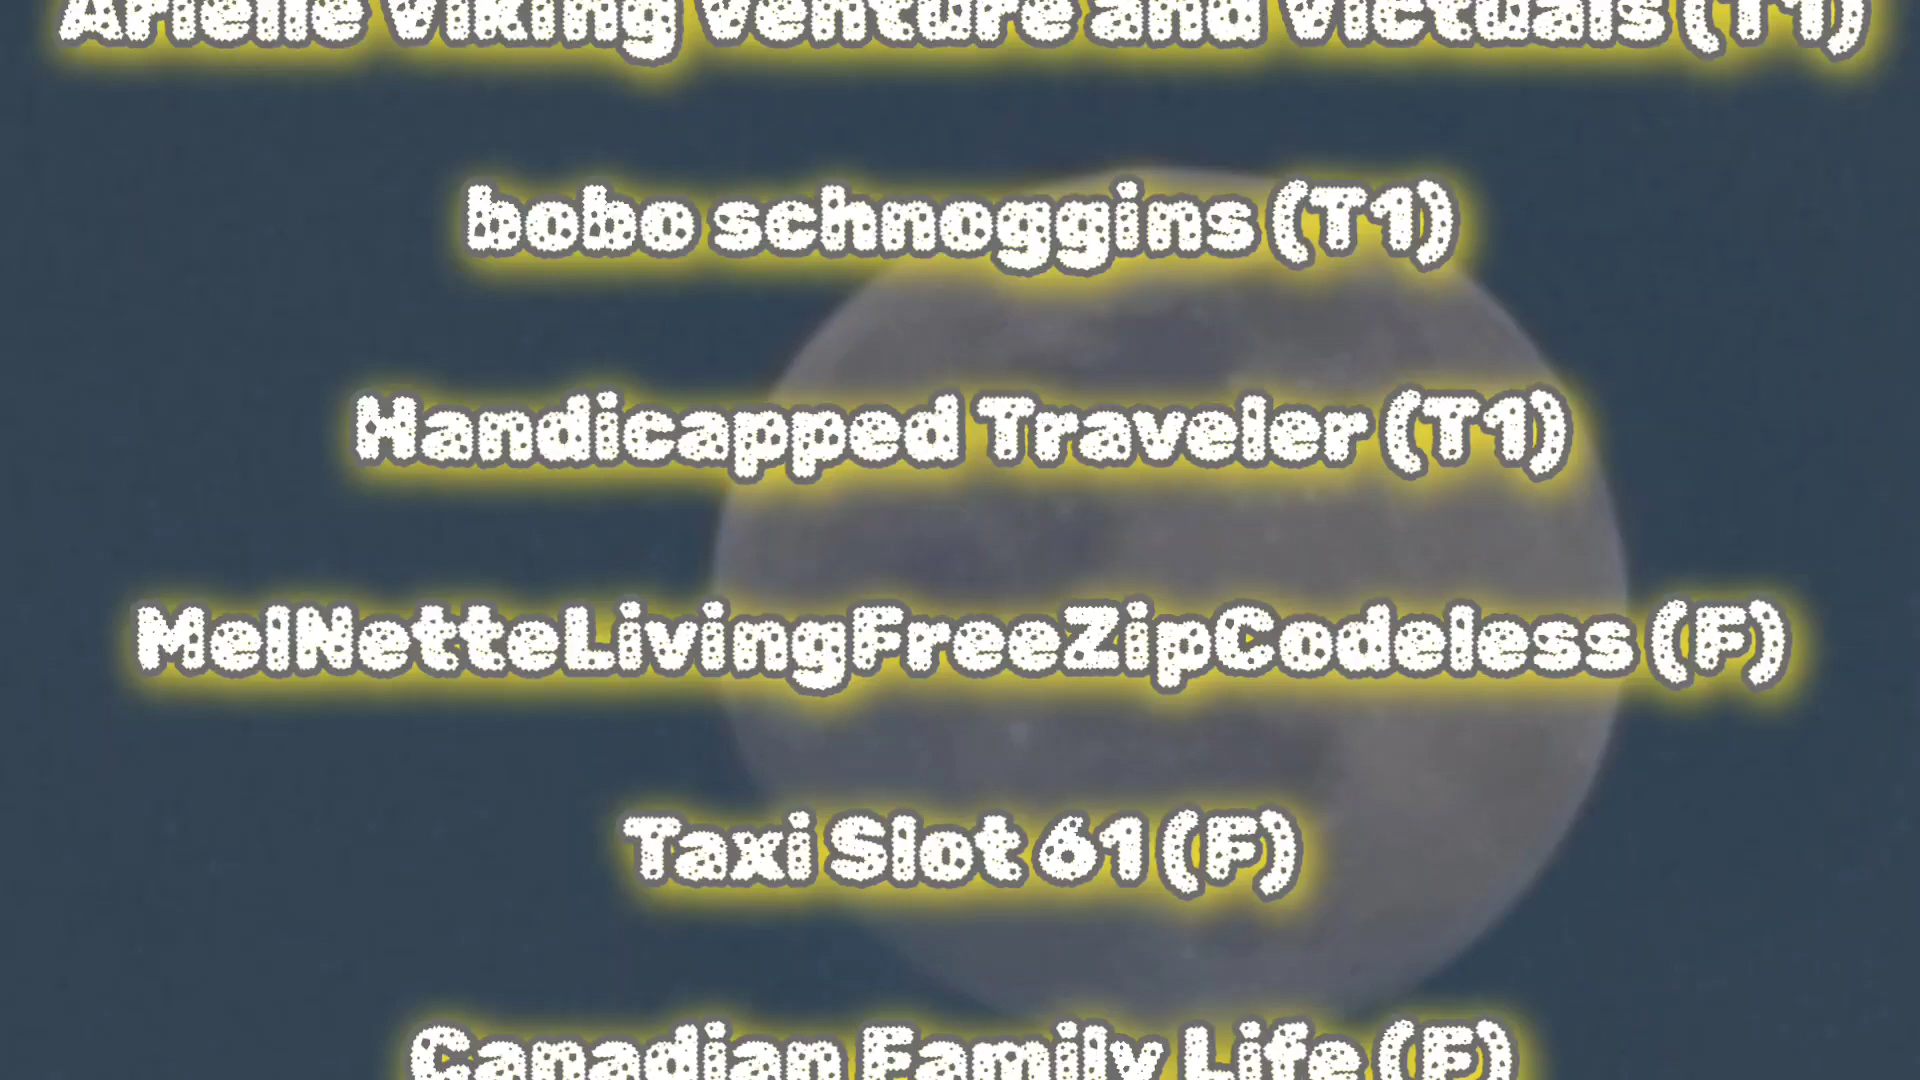 Arielle Viking Venture and Victuals (T1)
bobo schnoggins (T1)
Handicapped Traveler (T1)
MelNetteLivingFreeZipCodeless (F)
Taxi Slot 61 (F)
Canadian Family Life (F)